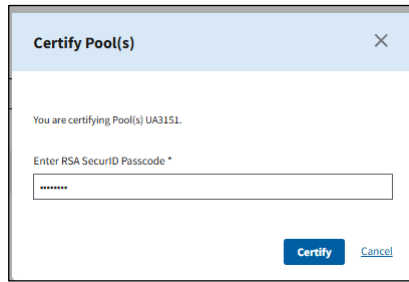 Certify Pool(s)
You are certifying Pool(s) UA3151.
Enter RSA SecurID Passcode *
••••••••
Certify Cancel